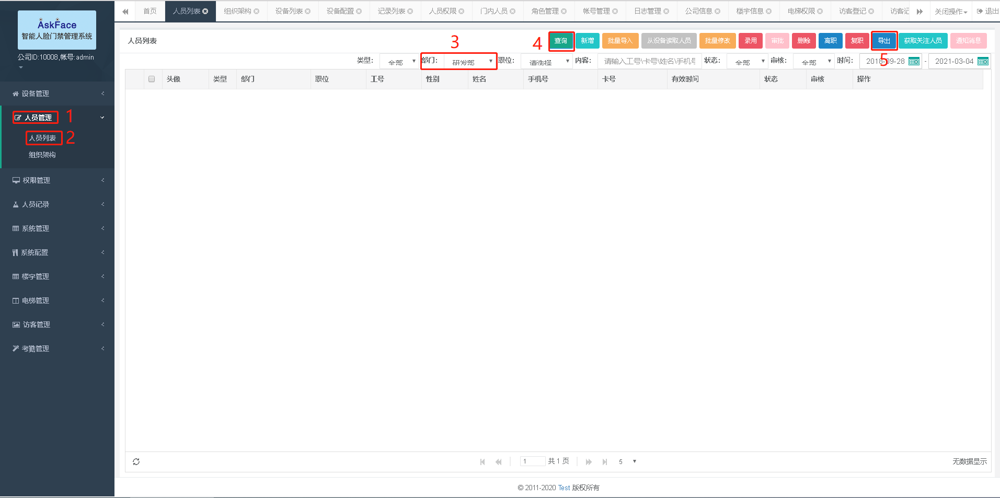 AskFace
智能人脸门禁管理系统
公司ID:10008,帐号:admin
设备管理
人员管理 1
人员列表 2
组织架构
权限管理
人员记录
系统管理
系统配置
楼宇管理
电梯管理
访客管理
考勤管理
首页 人员列表 组织架构 设备列表 设备配置 记录列表 人员权限 门内人员 角色管理 帐号管理 日志管理 公司信息 楼宇信息 电梯权限 访客登记 访客记 关闭操作 退出
人员列表 3 4 查询 新增 批量导入 从设备读取人员 批量修改 录用 审批 删除 离职 复职 导出 获取关注人员 通知消息
类型: 全部 部门: 研发部 职位: 请选择 内容: 请输入工号\卡号\姓名\手机号 状态: 全部 审核: 全部 时间: 2018-09-28 5 - 2021-03-04
头像 类型 部门 职位 工号 性别 姓名 手机号 卡号 有效时间 状态 审核 操作
1 共 1 页 5 无数据显示
© 2011-2020 Test 版权所有